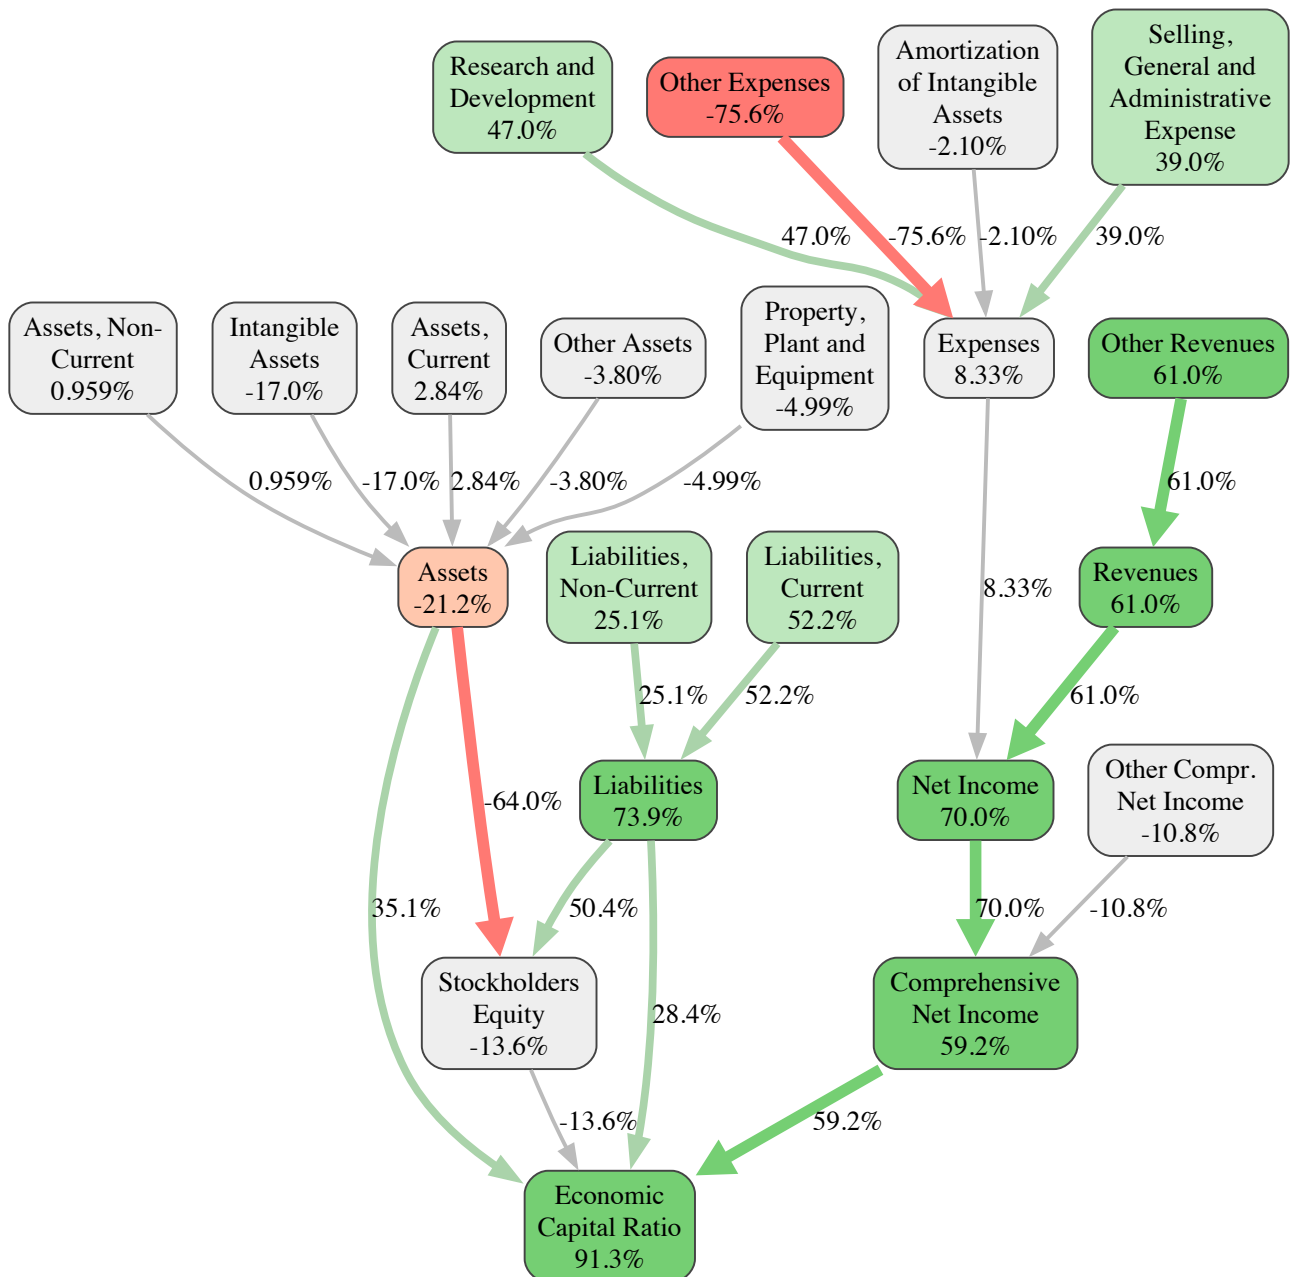 Research and
Development
47.0%
Other Expenses
-75.6%
Amortization
of Intangible
Assets
-2.10%
Selling,
General and
Administrative
Expense
39.0%
47.0%
-75.6%
-2.10%
39.0%
Assets, Non-
Current
0.959%
Intangible
Assets
-17.0%
Assets,
Current
2.84%
Other Assets
-3.80%
Property,
Plant and
Equipment
-4.99%
Expenses
8.33%
Other Revenues
61.0%
0.959%
-17.0%
2.84%
-3.80%
-4.99%
61.0%
Assets
-21.2%
Liabilities,
Non-Current
25.1%
Liabilities,
Current
52.2%
8.33%
Revenues
61.0%
25.1%
52.2%
61.0%
-64.0%
Liabilities
73.9%
Net Income
70.0%
Other Compr.
Net Income
-10.8%
35.1%
50.4%
70.0%
-10.8%
Stockholders
Equity
-13.6%
28.4%
Comprehensive
Net Income
59.2%
-13.6%
59.2%
Economic
Capital Ratio
91.3%